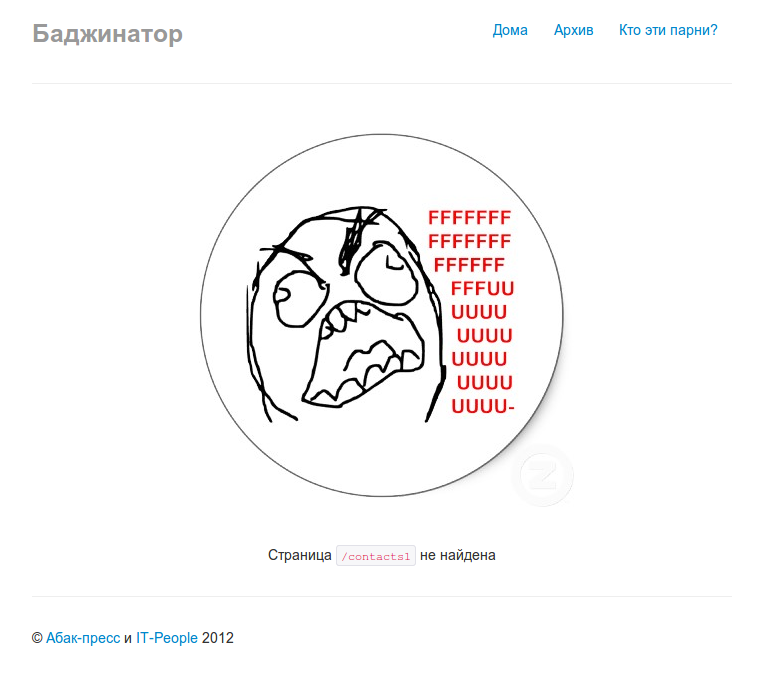 Баджинатор
Дома Архив Кто эти парни?
FFFFFFF
FFFFFFF
FFFFFF
FFFUU
UUUU
UUUU
UUUU
UUUU
UUUU-
Z
Страница /contacts1 не найдена
© Абак-пресс и IT-People 2012